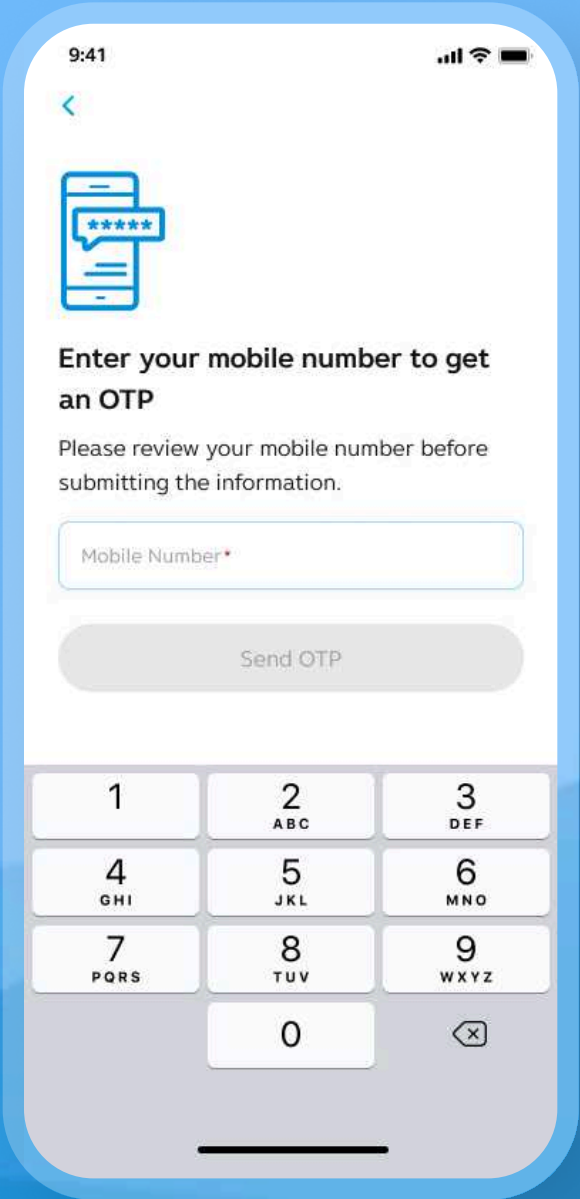 9:41
*****
Enter your mobile number to get
an OTP
Please review your mobile number before
submitting the information.
Mobile Number*
Send OTP
1 2 3
ABC DEF
4 5 6
GHI JKL MNO
7 8 9
PQRS TUV WXYZ
0